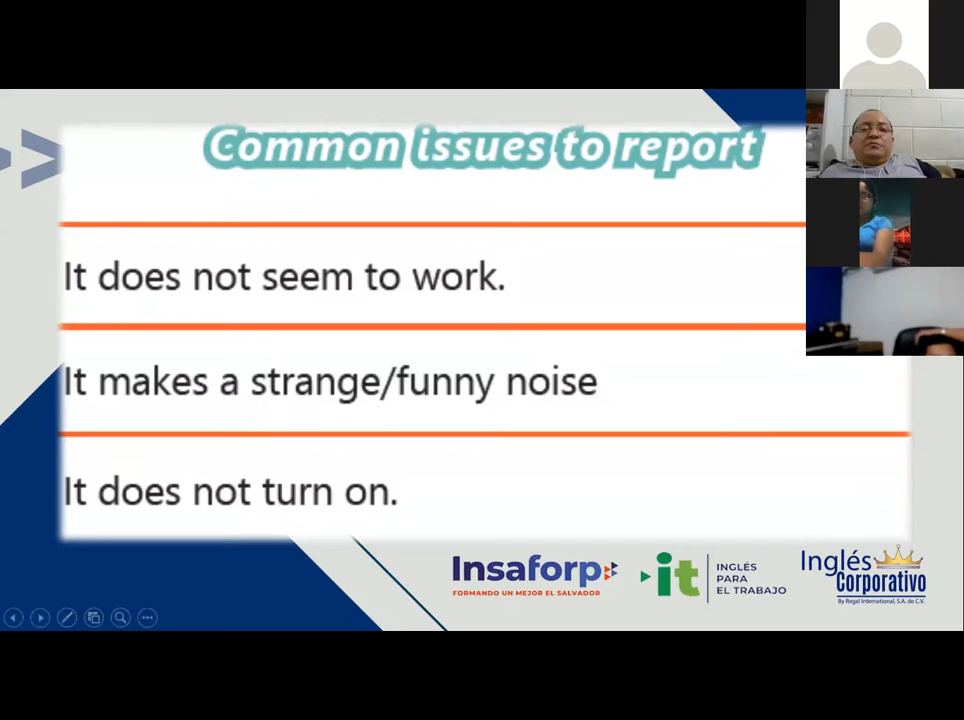 Common issues to report
It does not seem to work.
It makes a strange/funny noise
It does not turn on.
Insaforp
FORMANDO UN MEJOR EL SALVADOR
it
INGLÉS
PARA
EL TRABAJO
Inglés
Corporativo
By Regal International, S.A. de C.V.